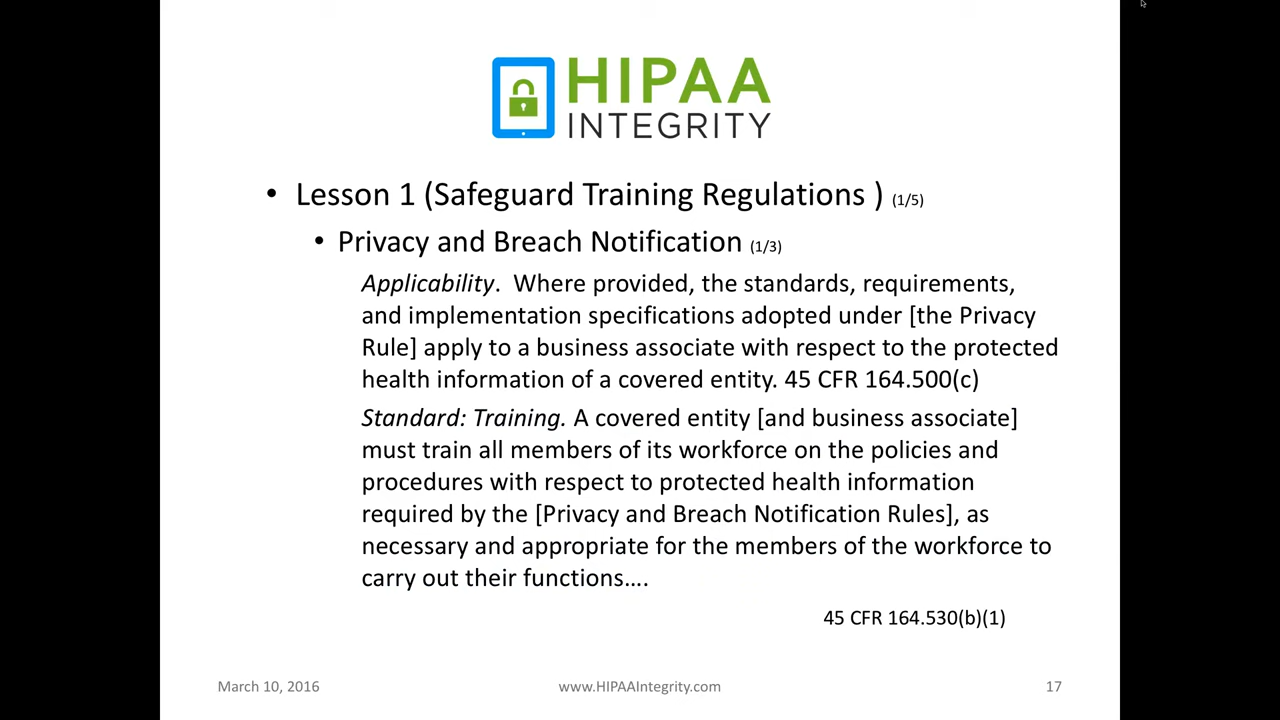 HIPAA
INTEGRITY
• Lesson 1 (Safeguard Training Regulations ) (1/5)
• Privacy and Breach Notification (1/3)
Applicability.  Where provided, the standards, requirements,
and implementation specifications adopted under [the Privacy
Rule] apply to a business associate with respect to the protected
health information of a covered entity. 45 CFR 164.500(c)
Standard: Training. A covered entity [and business associate]
must train all members of its workforce on the policies and
procedures with respect to protected health information
required by the [Privacy and Breach Notification Rules], as
necessary and appropriate for the members of the workforce to
carry out their functions....
45 CFR 164.530(b)(1)
March 10, 2016
www.HIPAAIntegrity.com
17